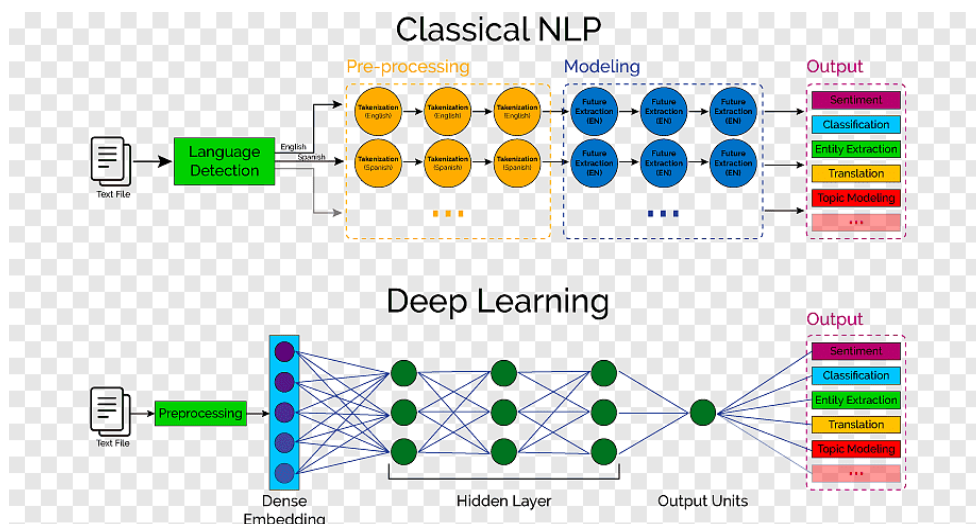 Classical NLP
Pre-processing
Modeling
Output
Text File
Language
Detection
English
Spanish
Takenization
(English)
Takenization
(English)
Takenization
(English)
Takenization
(Spanish)
Takenization
(Spanish)
Takenization
(Spanish)
...
Future
Extraction
(EN)
Future
Extraction
(EN)
Future
Extraction
(EN)
Future
Extraction
(EN)
Future
Extraction
(EN)
Future
Extraction
(EN)
...
Sentiment
Classification
Entity Extraction
Translation
Topic Modeling
...
Deep Learning
Output
Text File
Preprocessing
Dense
Embedding
Hidden Layer
Output Units
Sentiment
Classification
Entity Extraction
Translation
Topic Modeling
...